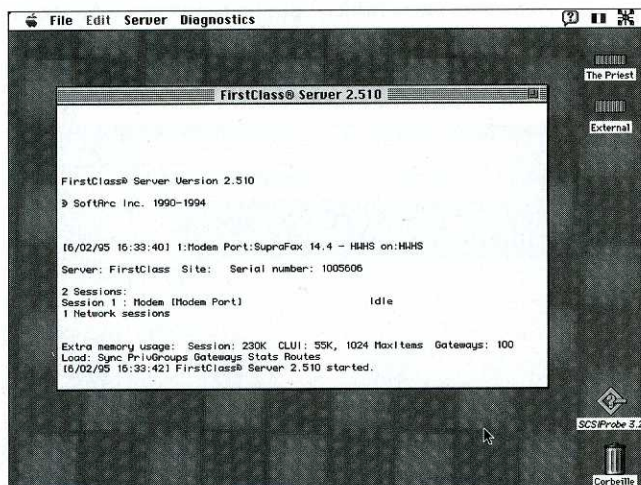 File Edit Server Diagnostics
The Priest
External
FirstClass® Server 2.510
FirstClass® Server Version 2.510
© SoftArc Inc. 1990-1994
[6/02/95 16:33:40] 1:Modem Port:SupraFax 14.4 - HWHS on:HWHS
Server: FirstClass Site: Serial number: 1005606
2 Sessions:
Session 1 : Modem [Modem Port] Idle
1 Network sessions
Extra memory usage: Session: 230K CLUI: 55K, 1024 MaxItems Gateways: 100
Load: Sync PrivGroups Gateways Stats Routes
[6/02/95 16:33:42] FirstClass® Server 2.510 started.
SCSIProbe 3.2
Corbeille